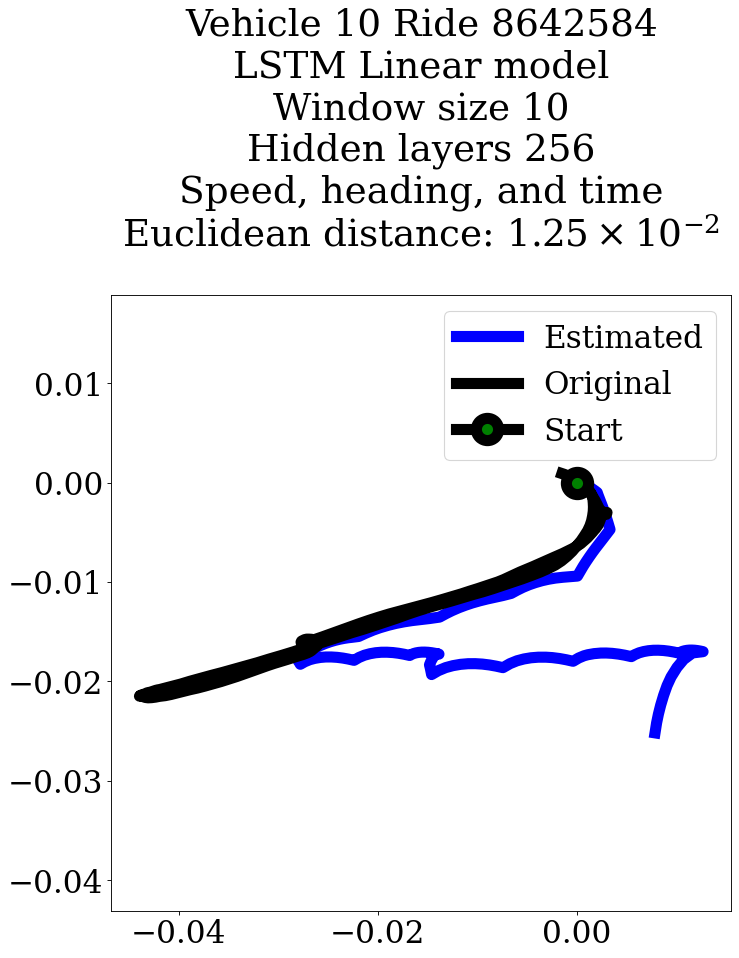 Vehicle 10 Ride 8642584
LSTM Linear model
Window size 10
Hidden layers 256
Speed, heading, and time
Euclidean distance: 1.25 × 10⁻²
Estimated
Original
Start
0.01
0.00
−0.01
−0.02
−0.03
−0.04
−0.04 −0.02 0.00